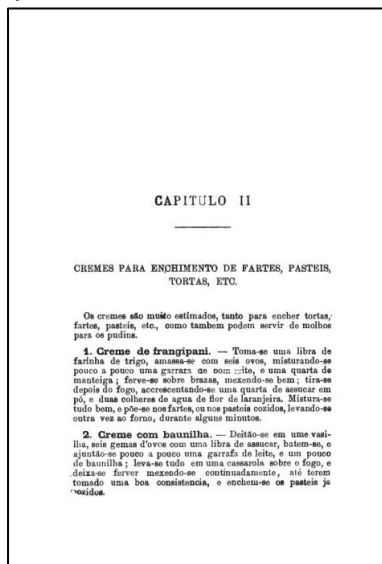 CAPITULO II
CREMES PARA ENCHIMENTO DE FARTES, PASTEIS,
TORTAS, ETC.
Os cremes são muito estimados, tanto para encher tortas,
fartes, pasteis, etc., como tambem podem servir de molhos
para os pudins.
1. Creme de frangipani. — Toma-se uma libra de
farinha de trigo, amassa-se com seis ovos, misturando-se
pouco a pouco uma garrafa de bom leite, e uma quarta de
manteiga; ferve-se sobre brazas, mexendo-se bem; tira-se
depois do fogo, accrescentando-se uma quarta de assucar em
pó, e duas colheres de agua de flor de laranjeira. Mistura-se
tudo bem, e põe-se nos fartes, ou nos pasteis cozidos, levando-se
outra vez ao forno, durante alguns minutos.
2. Creme com baunilha. — Deitão-se em ume vasi-
lha, seis gemas d'ovos com uma libra de assucar, batem-se, e
ajuntão-se pouco a pouco uma garrafa de leite, e um pouco
de baunilha; leva-se tudo em uma cassarola sobre o fogo, e
deixa-se ferver mexendo-se continuadamente, até terem
tomado uma boa consistencia, e enchem-se os pasteis ja
cozidos.